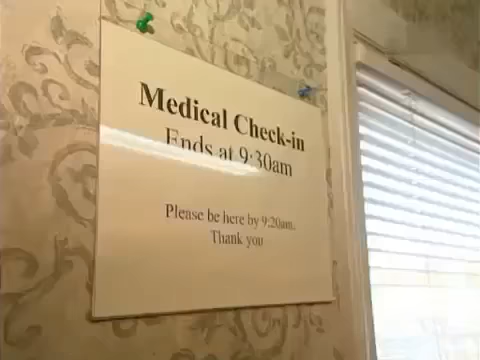 Medical Check-in
Ends at 9:30am
Please be here by 9:20am.
Thank you